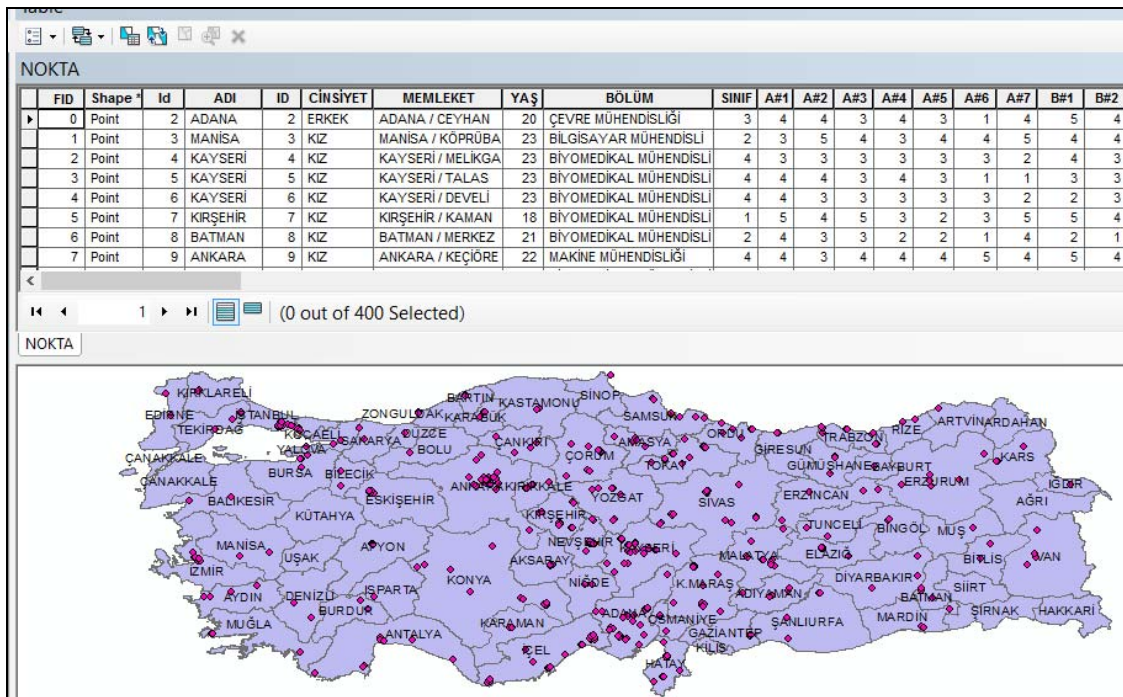 Table
NOKTA
FID Shape * Id ADI ID CİNSİYET MEMLEKET YAŞ BÖLÜM SINIF A#1 A#2 A#3 A#4 A#5 A#6 A#7 B#1 B#2
0 Point 2 ADANA 2 ERKEK ADANA / CEYHAN 20 ÇEVRE MÜHENDİSLİĞİ 3 4 4 3 4 3 1 4 5 4
1 Point 3 MANİSA 3 KIZ MANİSA / KÖPRÜBA 23 BİLGİSAYAR MÜHENDİSLİ 2 3 5 4 3 4 4 5 4 4
2 Point 4 KAYSERİ 4 KIZ KAYSERİ / MELİKGA 23 BİYOMEDİKAL MÜHENDİSLİ 4 3 3 3 3 3 3 2 4 3
3 Point 5 KAYSERİ 5 KIZ KAYSERİ / TALAS 23 BİYOMEDİKAL MÜHENDİSLİ 4 4 4 3 4 3 1 1 3 3
4 Point 6 KAYSERİ 6 KIZ KAYSERİ / DEVELİ 23 BİYOMEDİKAL MÜHENDİSLİ 4 4 3 3 3 3 3 2 2 3
5 Point 7 KIRŞEHİR 7 KIZ KIRŞEHİR / KAMAN 18 BİYOMEDİKAL MÜHENDİSLİ 1 5 4 5 3 2 3 5 5 4
6 Point 8 BATMAN 8 KIZ BATMAN / MERKEZ 21 BİYOMEDİKAL MÜHENDİSLİ 2 4 3 3 2 2 1 4 2 1
7 Point 9 ANKARA 9 KIZ ANKARA / KEÇİÖRE 22 MAKİNE MÜHENDİSLİĞİ 4 4 3 4 4 4 5 4 5 4
1 (0 out of 400 Selected)
NOKTA
KIRKLARELİ
EDİRNE
TEKİRDAĞ
İSTANBUL
KOCAELİ
YALOVA
SAKARYA
ZONGULDAK
DÜZCE
BOLU
BARTIN
KARABÜK
KASTAMONU
SİNOP
ÇANKIRI
SAMSUN
AMASYA
ÇORUM
TOKAT
ORDU
GİRESUN
TRABZON
RİZE
ARTVİN
ARDAHAN
GÜMÜŞHANE
BAYBURT
KARS
IĞDIR
AĞRI
ERZURUM
ERZİNCAN
ÇANAKKALE
ÇANAKKALE
BURSA
BİLECİK
BALIKESİR
ESKİŞEHİR
KÜTAHYA
ANKARA
KIRIKKALE
YOZGAT
SİVAS
KIRŞEHİR
TUNCELİ
BİNGÖL
MUŞ
MANİSA
UŞAK
AFYON
NEVŞEHİR
KAYSERİ
AKSARAY
MALATYA
ELAZIĞ
BİTLİS
VAN
İZMİR
AYDIN
DENİZLİ
ISPARTA
BURDUR
KONYA
NİĞDE
K.MARAŞ
ADIYAMAN
DİYARBAKIR
BATMAN
SİİRT
ŞIRNAK
HAKKARİ
MARDİN
MUĞLA
ANTALYA
KARAMAN
ADANA
OSMANİYE
GAZİANTEP
ŞANLIURFA
KİLİS
İÇEL
HATAY